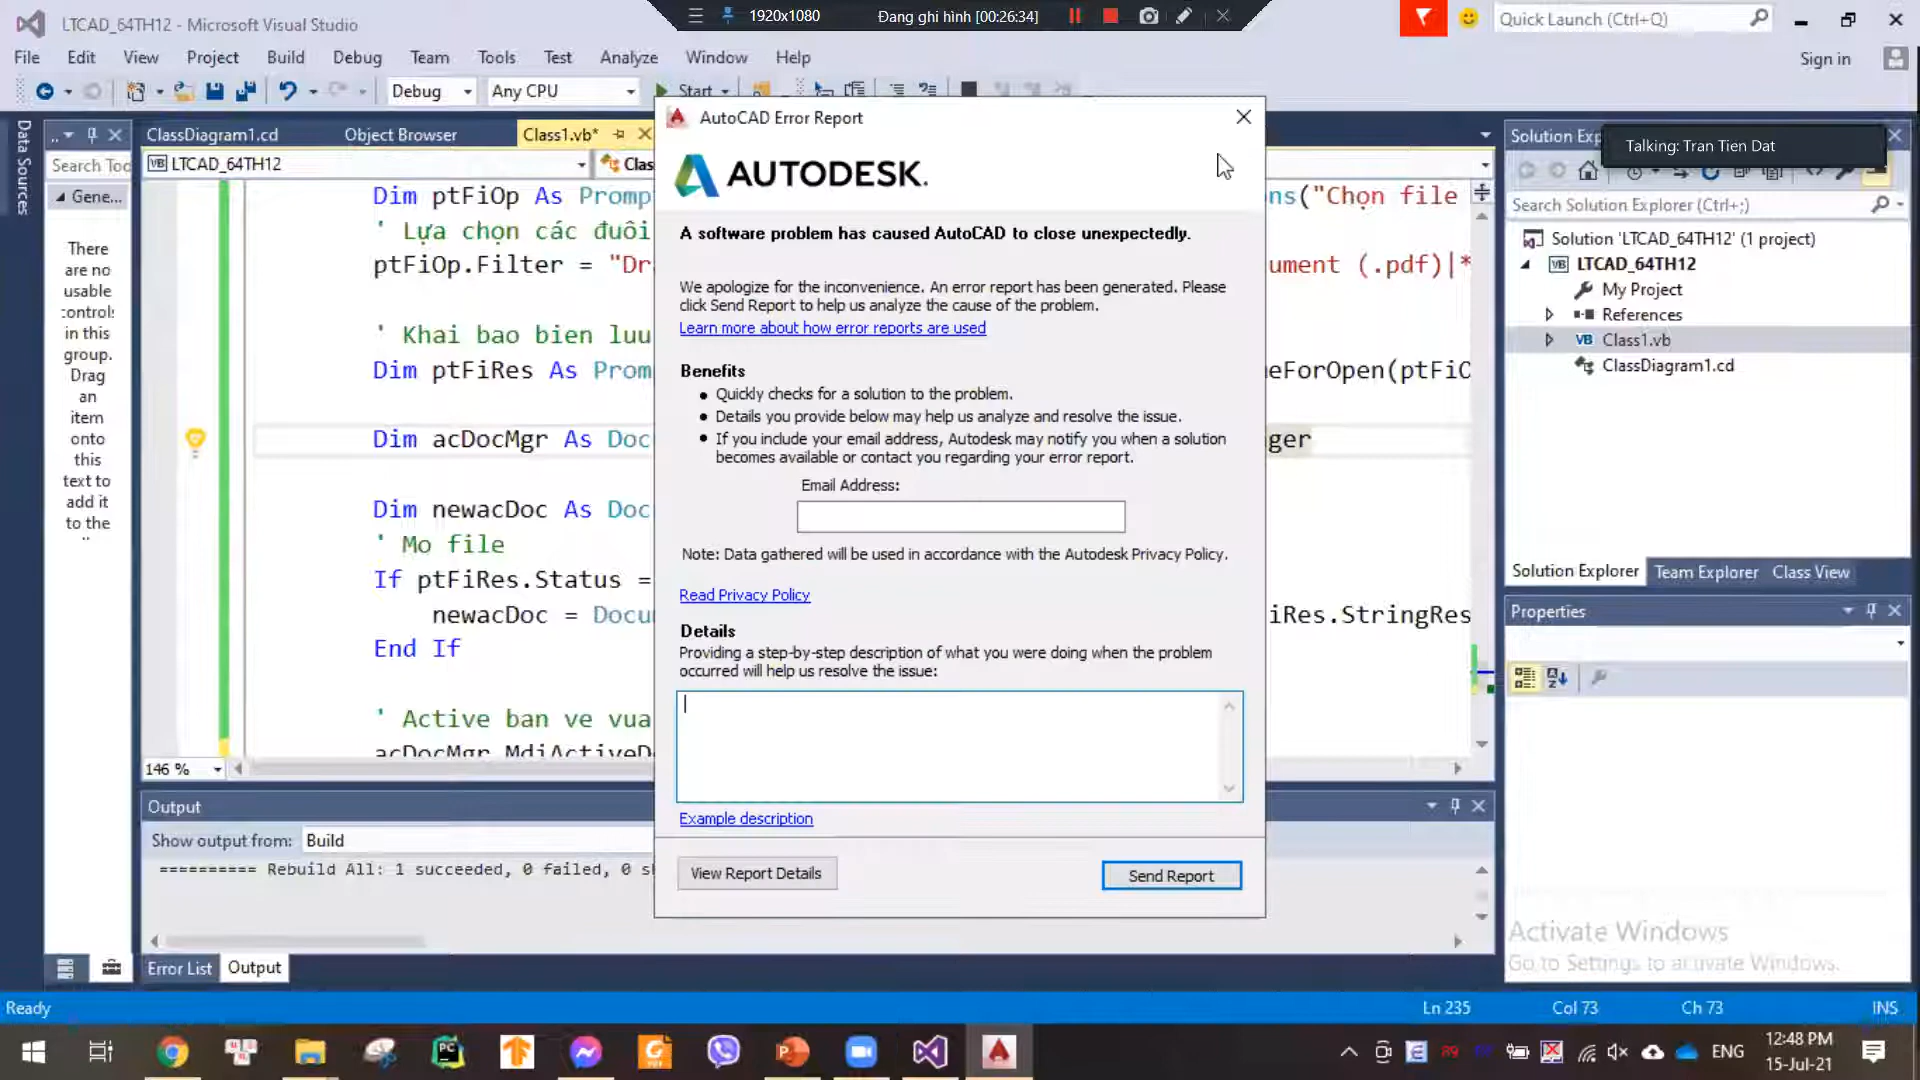 LTCAD_64TH12 - Microsoft Visual Studio
1920x1080
Đang ghi hình [00:26:34]
Quick Launch (Ctrl+Q)
File Edit View Project Build Debug Team Tools Test Analyze Window Help
Sign in
Debug
Any CPU
Start
Data Sources
Search Too
Gene...
There
are no
usable
controls
in this
group.
Drag
an
item
onto
this
text to
add it
to the
ClassDiagram1.cd
Object Browser
Class1.vb*
LTCAD_64TH12
Clas
Dim ptFiOp As Promp
ns("Chọn file
' Lựa chọn các đuôi
ptFiOp.Filter = "Dr
ument (.pdf)|*
' Khai bao bien luu
Dim ptFiRes As Prom
eForOpen(ptFiO
Dim acDocMgr As Doc
ger
Dim newacDoc As Doc
' Mo file
If ptFiRes.Status =
newacDoc = Docu
iRes.StringRes
End If
' Active ban ve vua
acDocMgr.MdiActiveD
146 %
AutoCAD Error Report
AUTODESK.
A software problem has caused AutoCAD to close unexpectedly.
We apologize for the inconvenience. An error report has been generated. Please
click Send Report to help us analyze the cause of the problem.
Learn more about how error reports are used
Benefits
Quickly checks for a solution to the problem.
Details you provide below may help us analyze and resolve the issue.
If you include your email address, Autodesk may notify you when a solution
becomes available or contact you regarding your error report.
Email Address:
Note: Data gathered will be used in accordance with the Autodesk Privacy Policy.
Read Privacy Policy
Details
Providing a step-by-step description of what you were doing when the problem
occurred will help us resolve the issue:
Example description
View Report Details
Send Report
Solution Exp
Talking: Tran Tien Dat
Search Solution Explorer (Ctrl+;)
Solution 'LTCAD_64TH12' (1 project)
LTCAD_64TH12
My Project
References
Class1.vb
ClassDiagram1.cd
Solution Explorer Team Explorer Class View
Properties
Output
Show output from: Build
========== Rebuild All: 1 succeeded, 0 failed, 0 s
Error List
Output
Activate Windows
Go to Settings to activate Windows.
Ready
Ln 235
Col 73
Ch 73
INS
ENG
12:48 PM
15-Jul-21